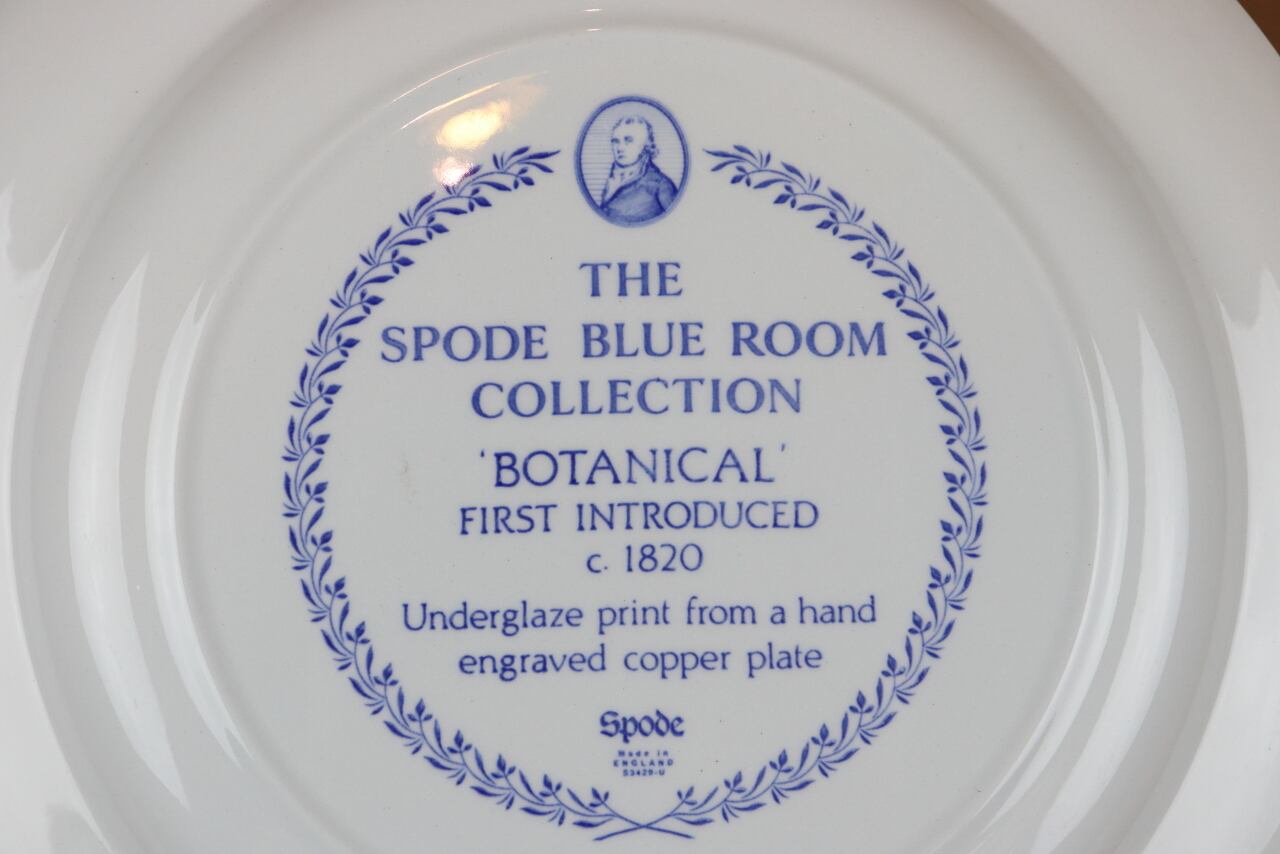 THE
SPODE BLUE ROOM
COLLECTION
'BOTANICAL'
FIRST INTRODUCED
c. 1820
Underglaze print from a hand
engraved copper plate
Spode
Made in
ENGLAND
S3429-U